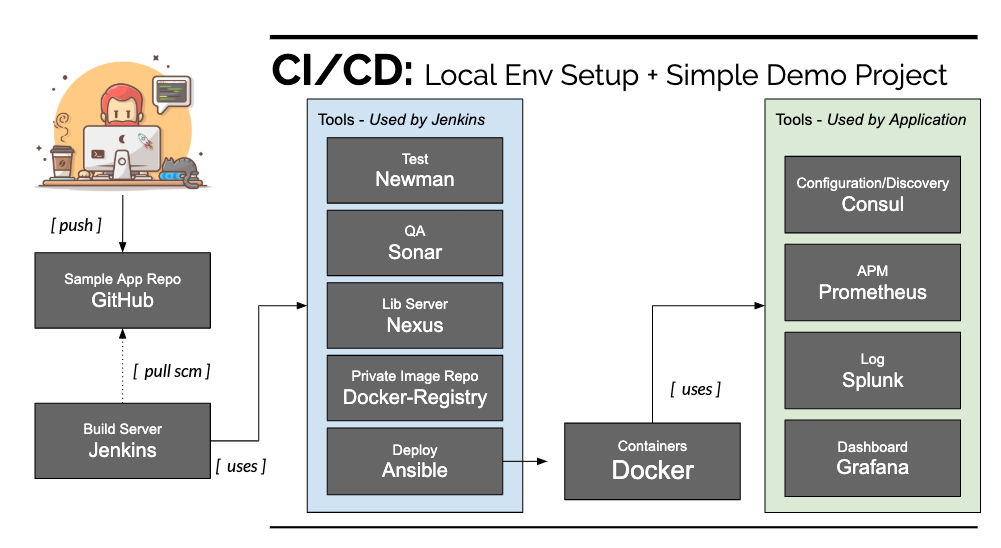 CI/CD: Local Env Setup + Simple Demo Project
[ push ]
Sample App Repo
GitHub
[ pull scm ]
Build Server
Jenkins
[ uses ]
Tools - Used by Jenkins
Test
Newman
QA
Sonar
Lib Server
Nexus
Private Image Repo
Docker-Registry
Deploy
Ansible
Containers
Docker
[ uses ]
Tools - Used by Application
Configuration/Discovery
Consul
APM
Prometheus
Log
Splunk
Dashboard
Grafana